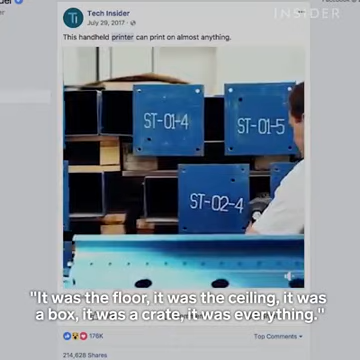 INSIDER
Tech Insider
July 29, 2017
This handheld printer can print on almost anything.
ST-01-4
ST-01-5
ST-02-4
"It was the floor, it was the ceiling, it was
a box, it was a crate, it was everything."
176K
Top Comments
214,628 Shares